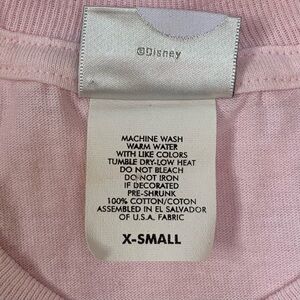 ©Disney
MACHINE WASH
WARM WATER
WITH LIKE COLORS
TUMBLE DRY-LOW HEAT
DO NOT BLEACH
DO NOT IRON
IF DECORATED
PRE-SHRUNK
100% COTTON/COTON
ASSEMBLED IN EL SALVADOR
OF U.S.A. FABRIC
X-SMALL